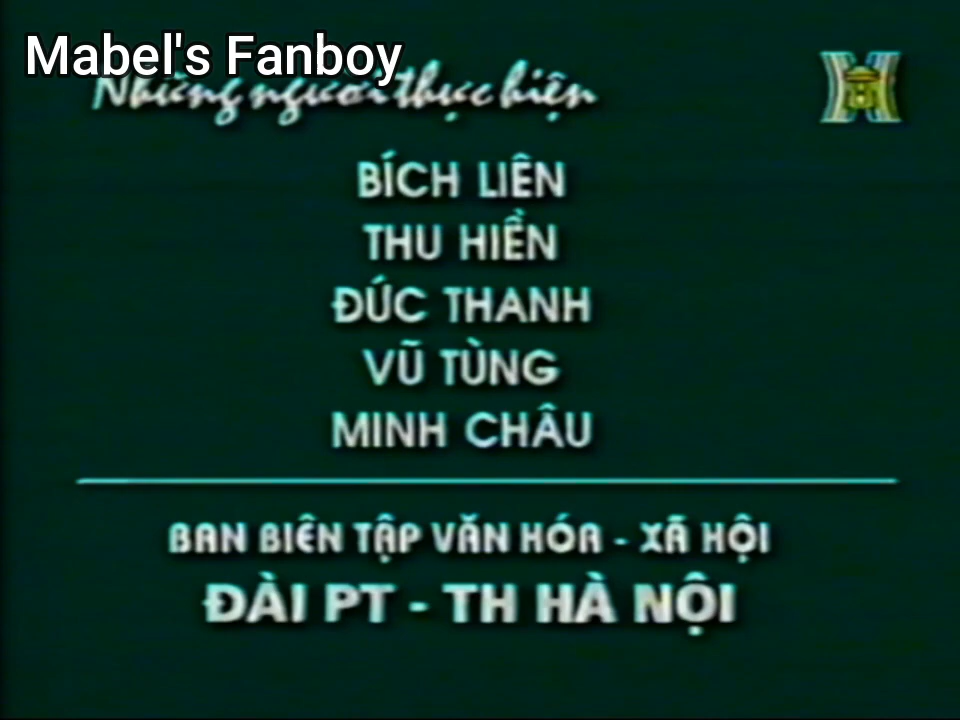 Mabel's Fanboy
Những người thực hiện
BÍCH LIÊN
THU HIỀN
ĐỨC THANH
VŨ TÙNG
MINH CHÂU
BAN BIÊN TẬP VĂN HÓA - XÃ HỘI
ĐÀI PT - TH HÀ NỘI